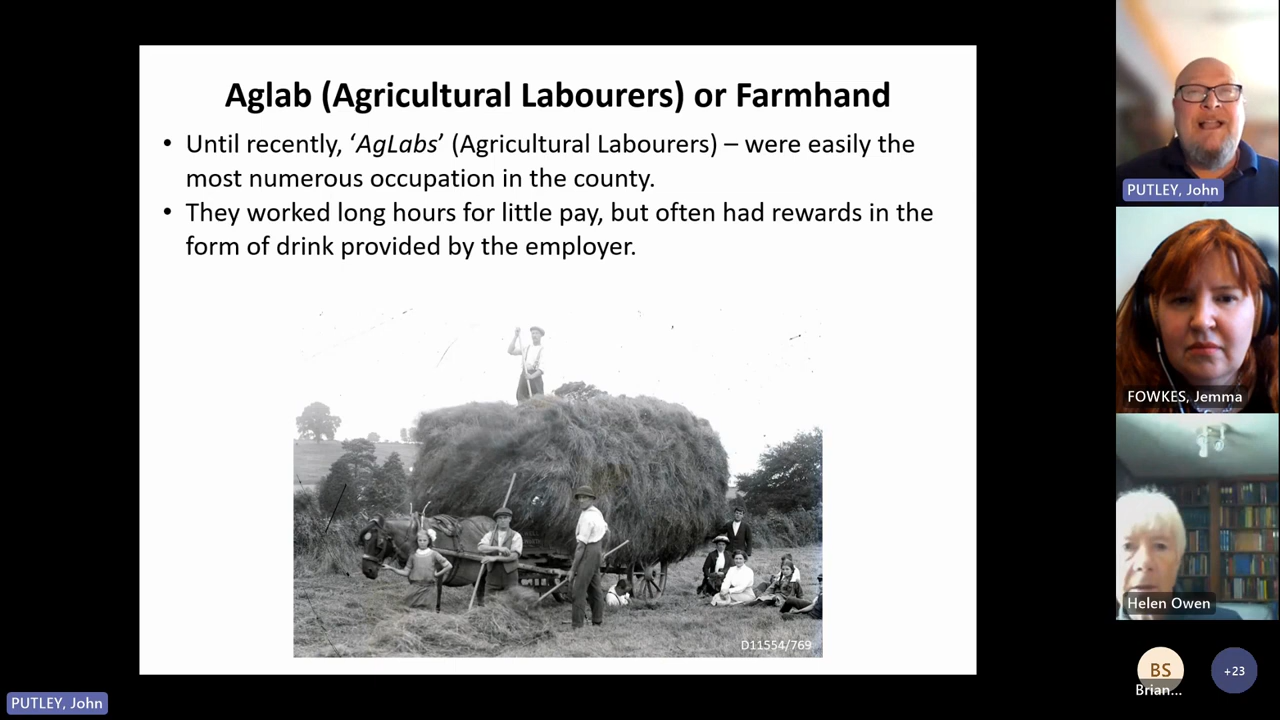 Aglab (Agricultural Labourers) or Farmhand
• Until recently, ‘AgLabs’ (Agricultural Labourers) – were easily the
most numerous occupation in the county.
• They worked long hours for little pay, but often had rewards in the
form of drink provided by the employer.
D11554/769
PUTLEY, John
FOWKES, Jemma
Helen Owen
BS
Brian...
+23
PUTLEY, John